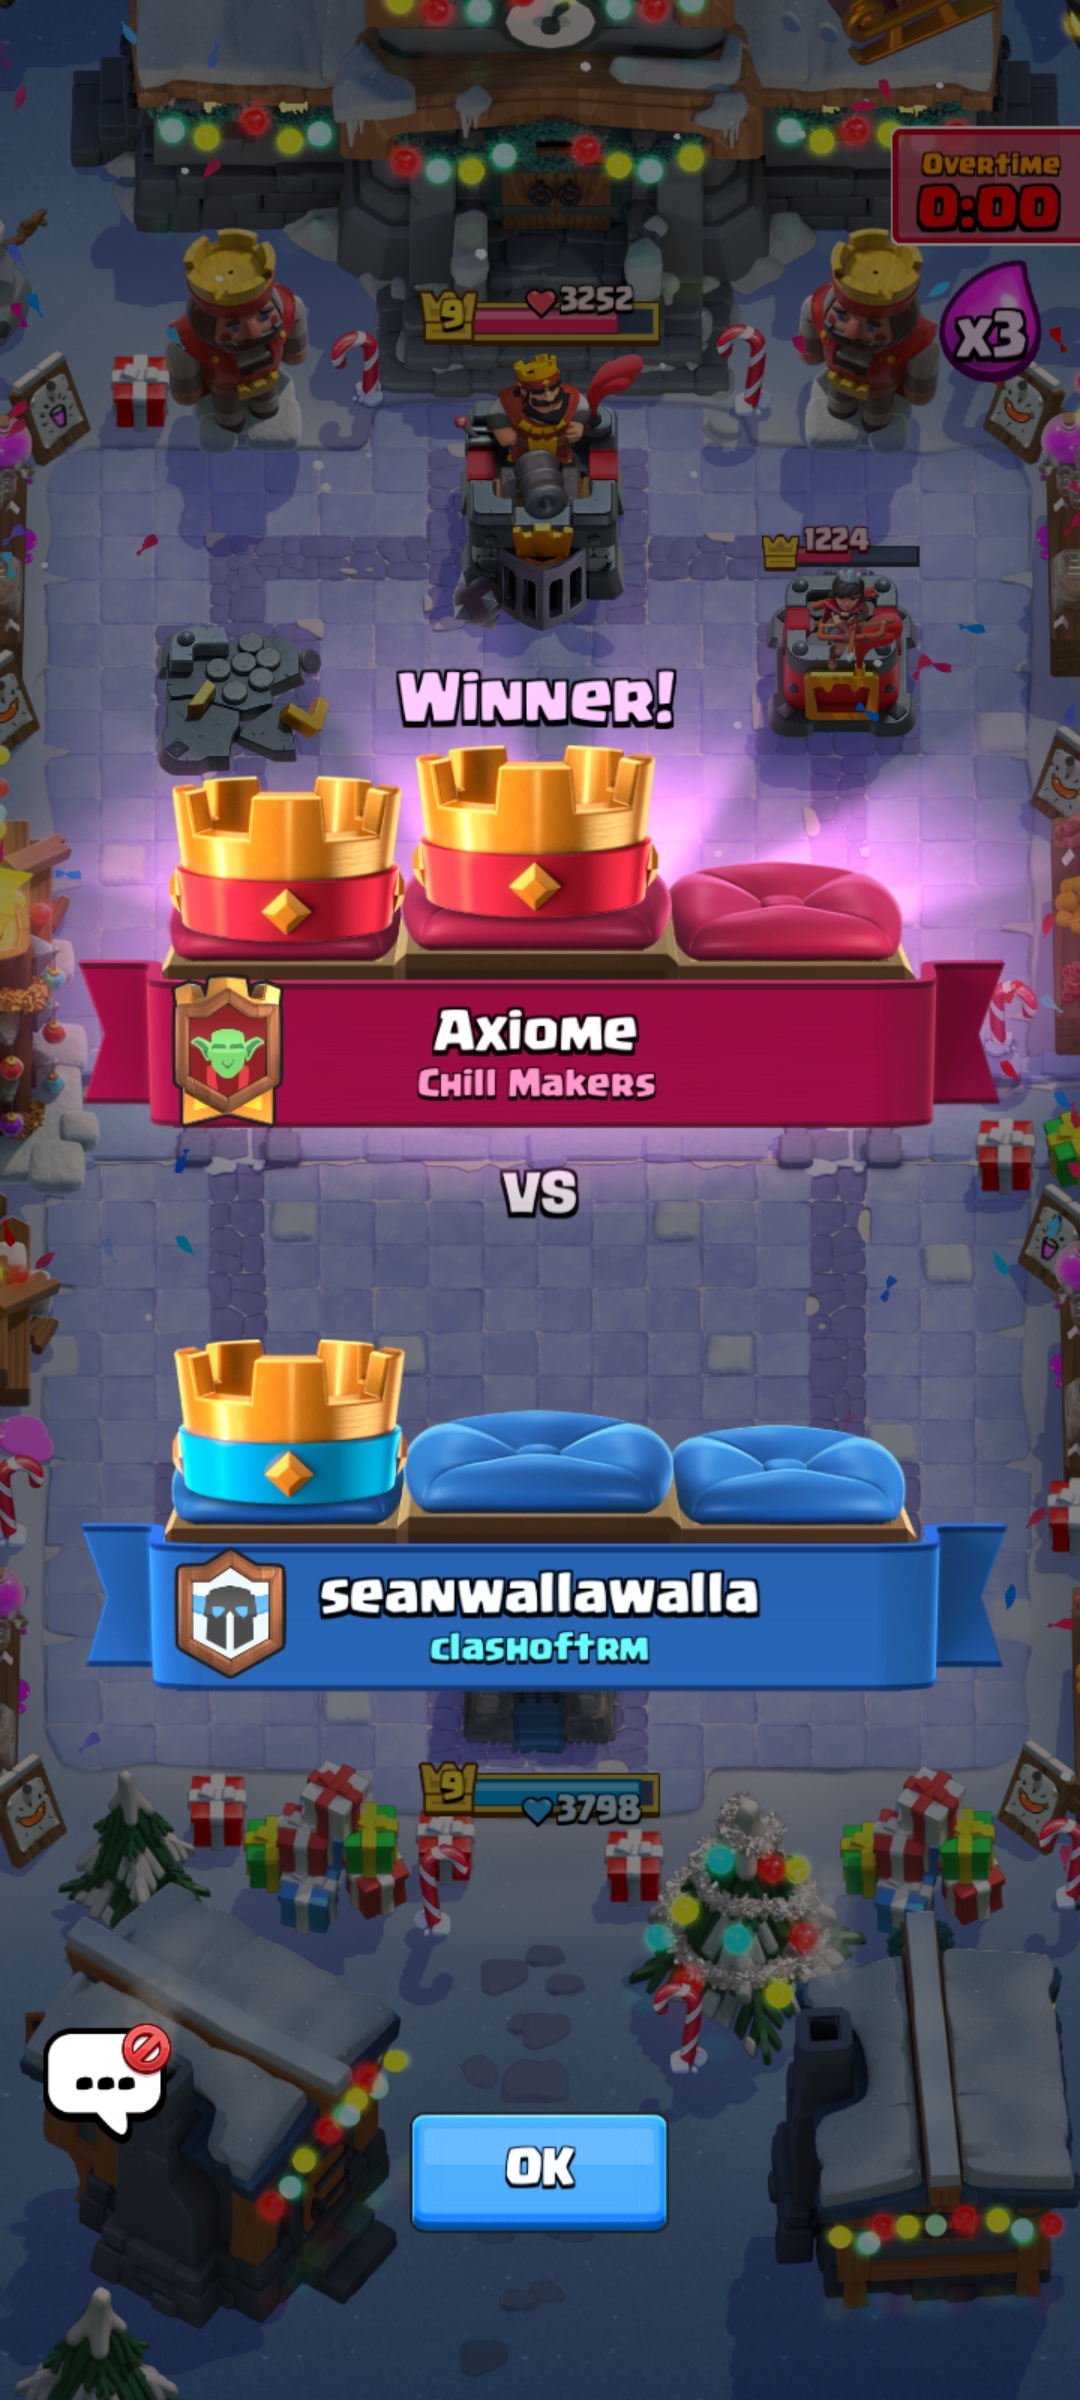 Overtime
0:00
9 3252
x3
1224
Winner!
Axiome
Chill Makers
VS
seanwallawalla
clashoftrm
9 3798
OK